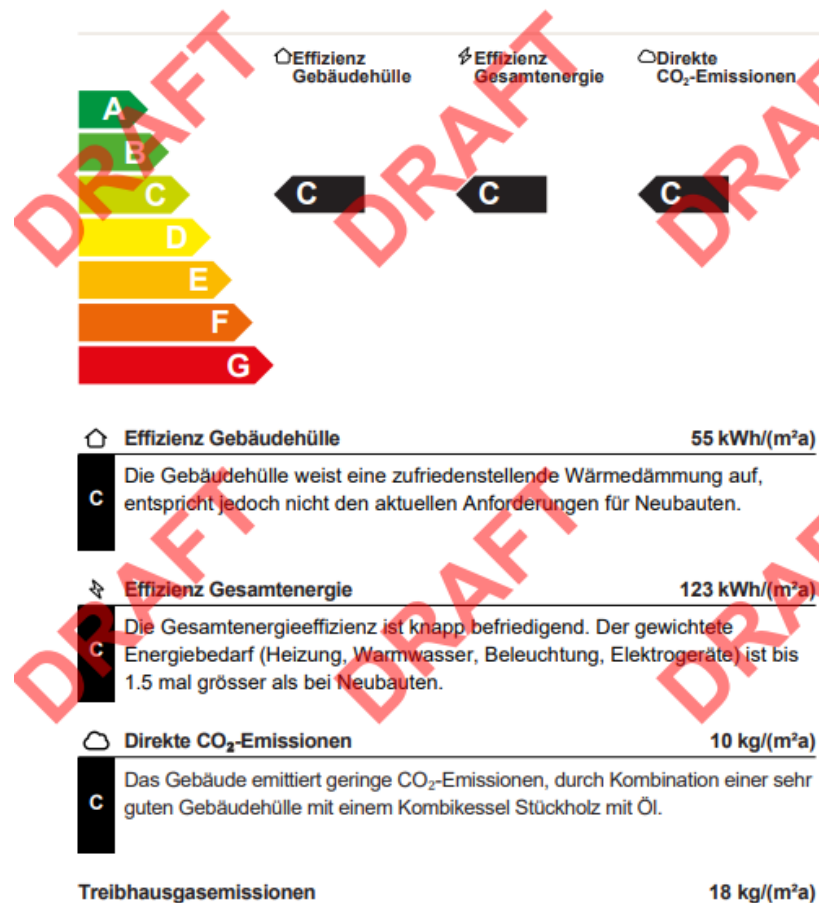 Effizienz Gebäudehülle
Effizienz Gesamtenergie
Direkte CO₂-Emissionen
A
B
C
D
E
F
G
C
C
C
Effizienz Gebäudehülle 55 kWh/(m²a)
C
Die Gebäudehülle weist eine zufriedenstellende Wärmedämmung auf,
entspricht jedoch nicht den aktuellen Anforderungen für Neubauten.
Effizienz Gesamtenergie 123 kWh/(m²a)
C
Die Gesamtenergieeffizienz ist knapp befriedigend. Der gewichtete
Energiebedarf (Heizung, Warmwasser, Beleuchtung, Elektrogeräte) ist bis
1.5 mal grösser als bei Neubauten.
Direkte CO₂-Emissionen 10 kg/(m²a)
C
Das Gebäude emittiert geringe CO₂-Emissionen, durch Kombination einer sehr
guten Gebäudehülle mit einem Kombikessel Stückholz mit Öl.
Treibhausgasemissionen 18 kg/(m²a)
DRAFT
DRAFT
DRAFT
DRAFT
DRAFT
DRAFT